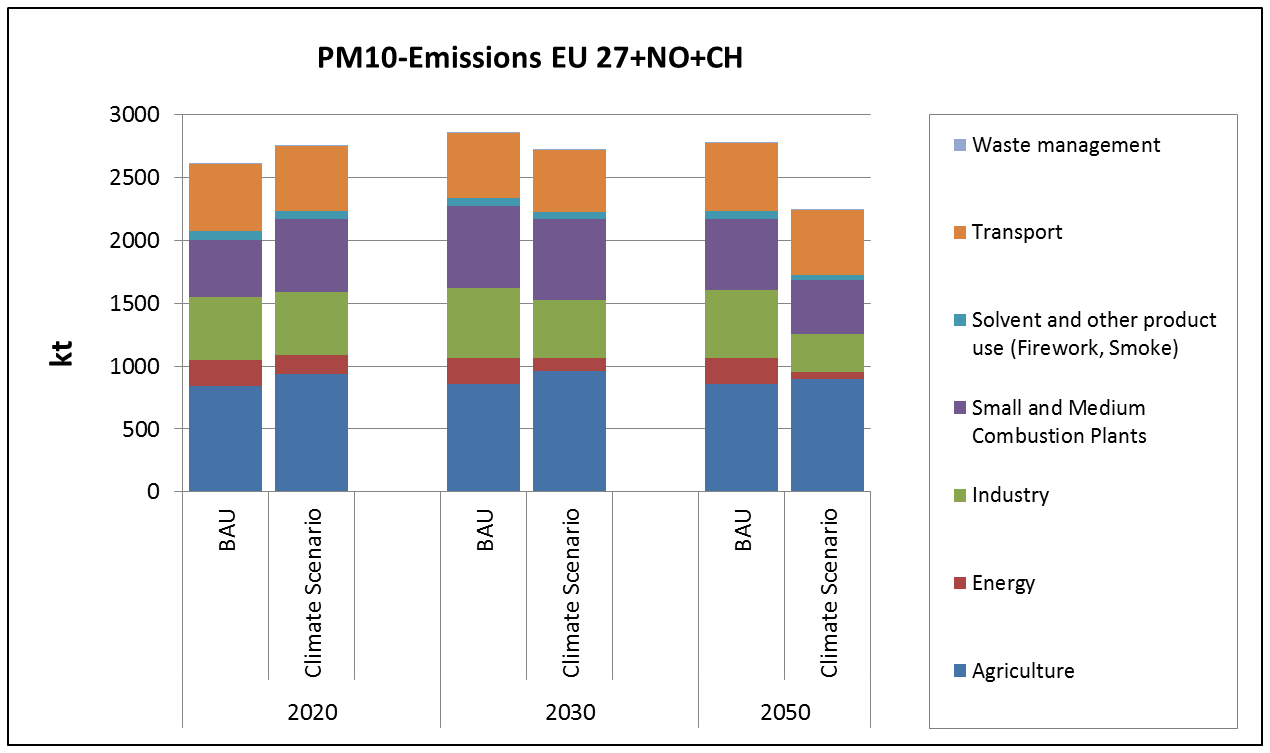 PM10-Emissions EU 27+NO+CH
3000
2500
2000
1500
1000
500
0
kt
BAU
Climate Scenario
BAU
Climate Scenario
BAU
Climate Scenario
2020
2030
2050
Waste management
Transport
Solvent and other product
use (Firework, Smoke)
Small and Medium
Combustion Plants
Industry
Energy
Agriculture